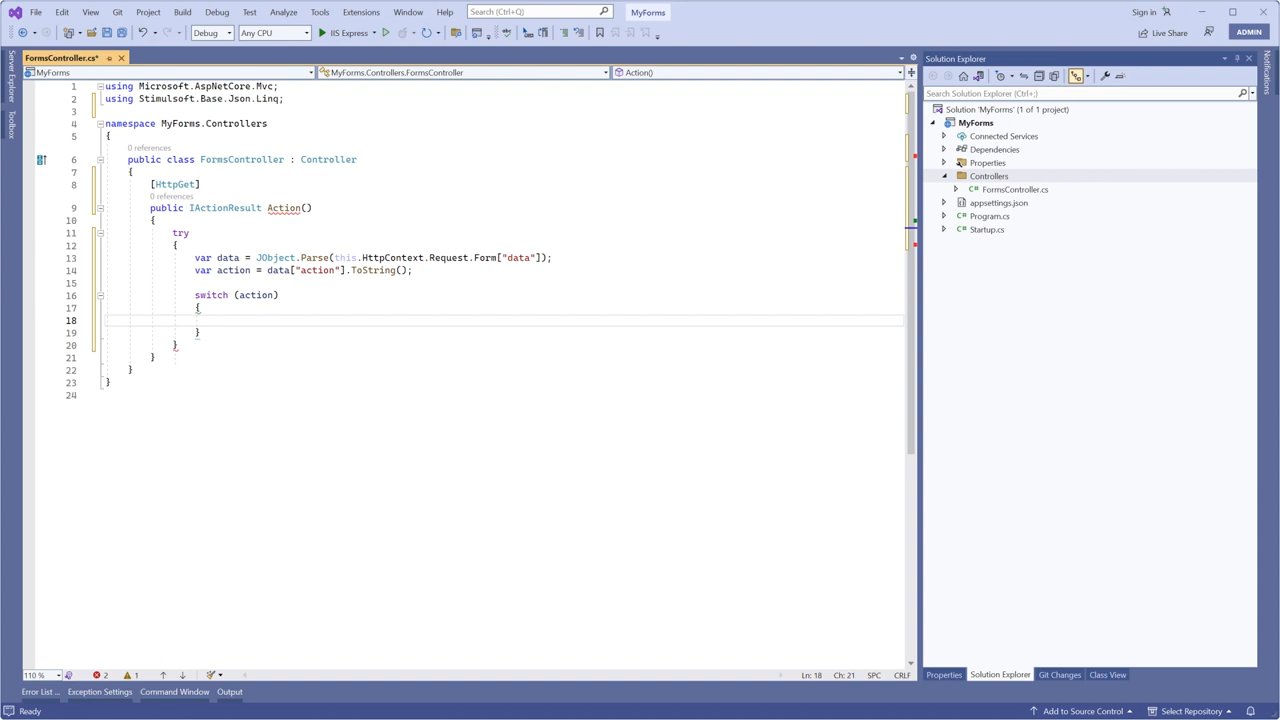 File Edit View Git Project Build Debug Test Analyze Tools Extensions Window Help Search (Ctrl+Q) MyForms Sign in
Debug Any CPU IIS Express Live Share ADMIN
Server Explorer
Toolbox
FormsController.cs*
MyForms MyForms.Controllers.FormsController Action()
1 using Microsoft.AspNetCore.Mvc;
2 using Stimulsoft.Base.Json.Linq;
3
4 namespace MyForms.Controllers
5 {
0 references
6 public class FormsController : Controller
7 {
8 [HttpGet]
0 references
9 public IActionResult Action()
10 {
11 try
12 {
13 var data = JObject.Parse(this.HttpContext.Request.Form["data"]);
14 var action = data["action"].ToString();
15
16 switch (action)
17 {
18
19 }
20 }
21 }
22 }
23 }
24
110 % 2 1 Ln: 18 Ch: 21 SPC CRLF
Error List ... Exception Settings Command Window Output
Ready Add to Source Control Select Repository
Solution Explorer
Search Solution Explorer (Ctrl+;)
Solution 'MyForms' (1 of 1 project)
MyForms
Connected Services
Dependencies
Properties
Controllers
FormsController.cs
appsettings.json
Program.cs
Startup.cs
Properties Solution Explorer Git Changes Class View
Notifications